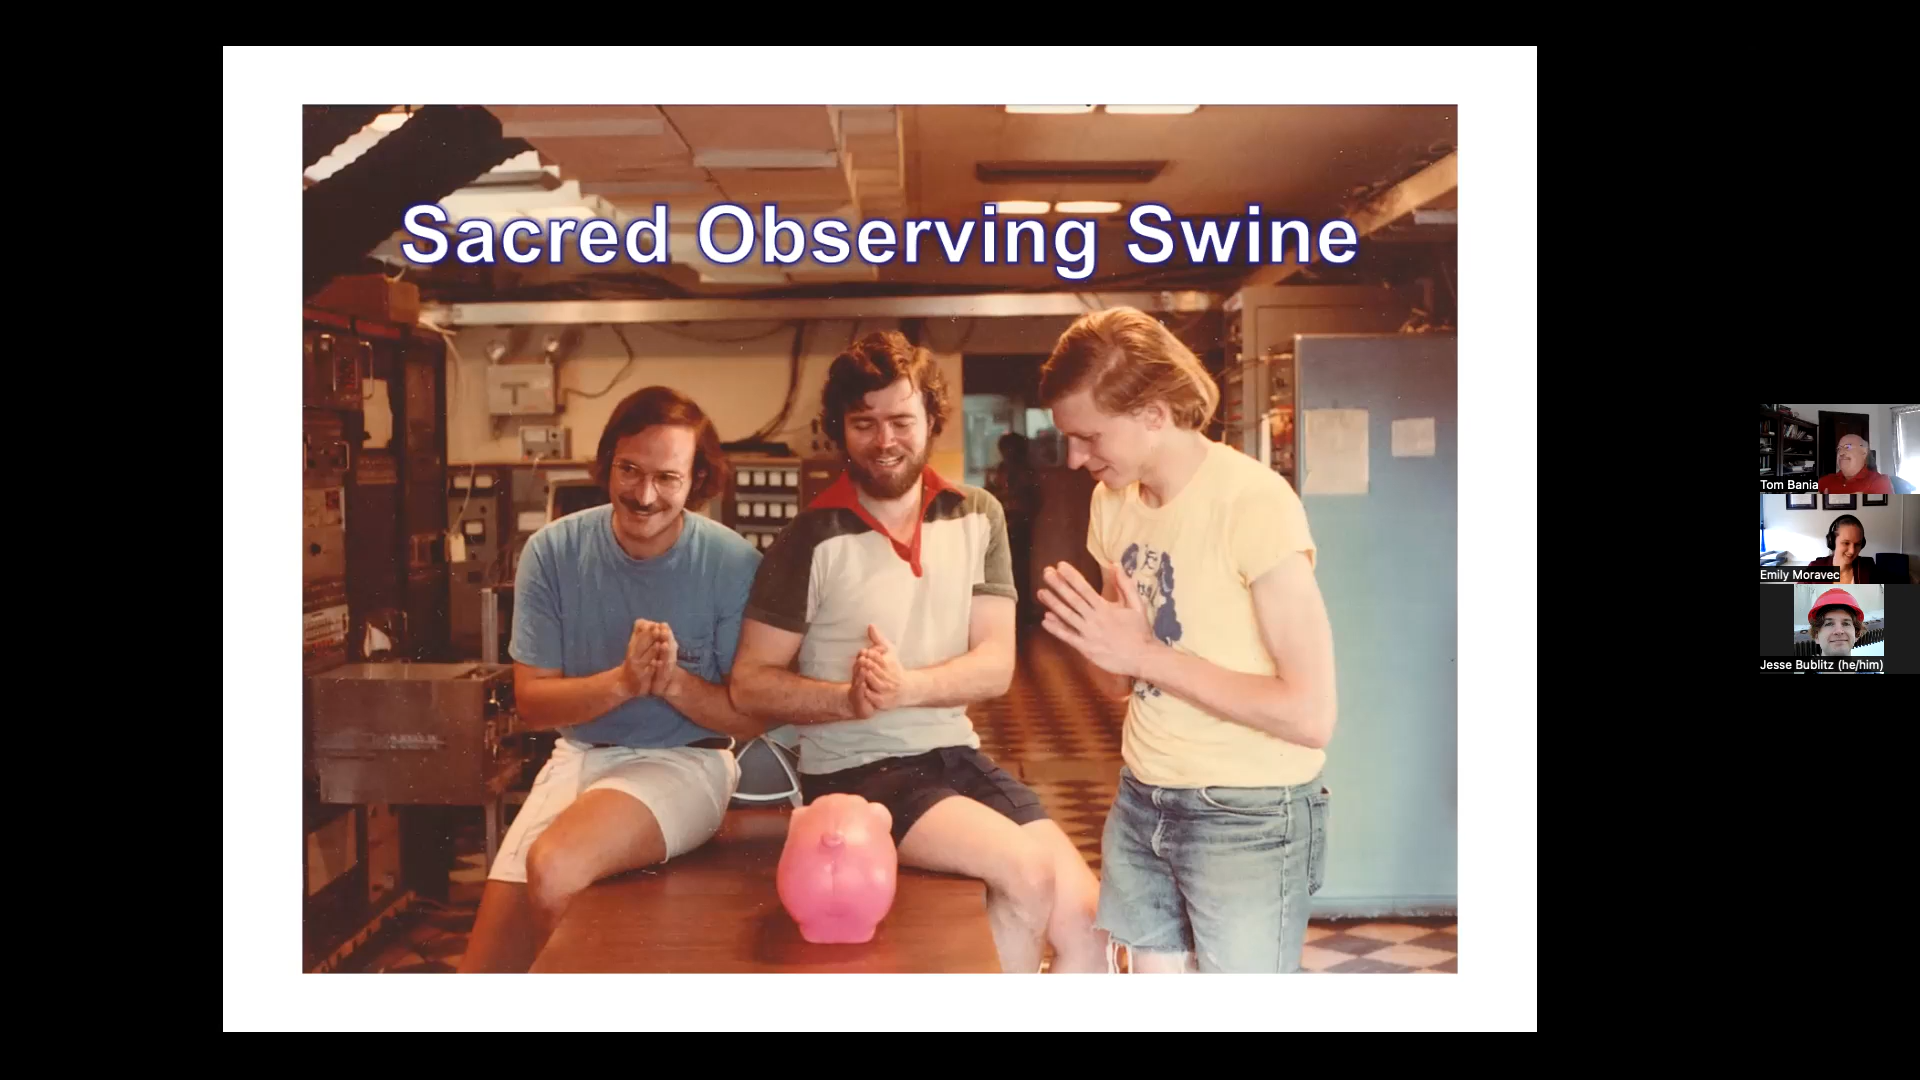 Sacred Observing Swine
Tom Bania
Emily Moravec
Jesse Bublitz (he/him)